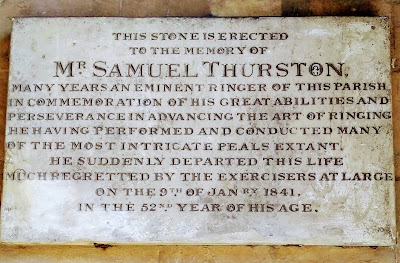 THIS STONE IS ERECTED
TO THE MEMORY OF
MR. SAMUEL THURSTON,
MANY YEARS AN EMINENT RINGER OF THIS PARISH
IN COMMEMORATION OF HIS GREAT ABILITIES AND
PERSEVERANCE IN ADVANCING THE ART OF RINGING
HE HAVING PERFORMED AND CONDUCTED MANY
OF THE MOST INTRICATE PEALS EXTANT.
HE SUDDENLY DEPARTED THIS LIFE
MUCH REGRETTED BY THE EXERCISERS AT LARGE
ON THE 9TH OF JANRY 1841.
IN THE 52ND YEAR OF HIS AGE.